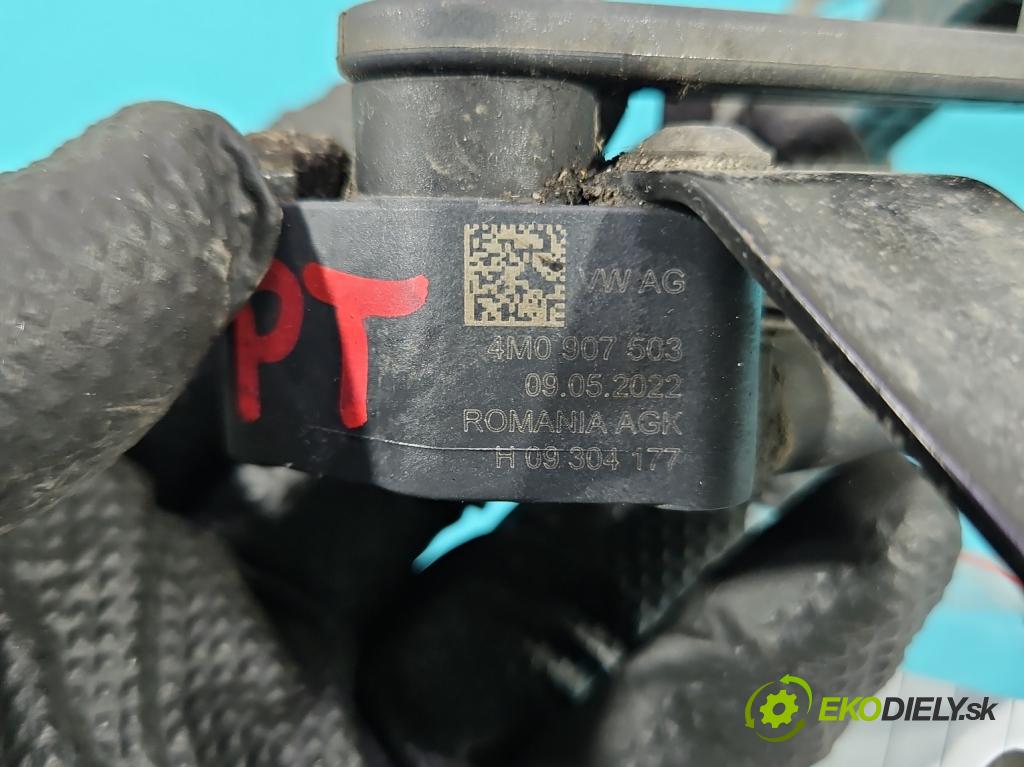 PT
VW AG
4M0 907 503
09.05.2022
ROMANIA AGK
H 09 304 177
EKODIELY.sk